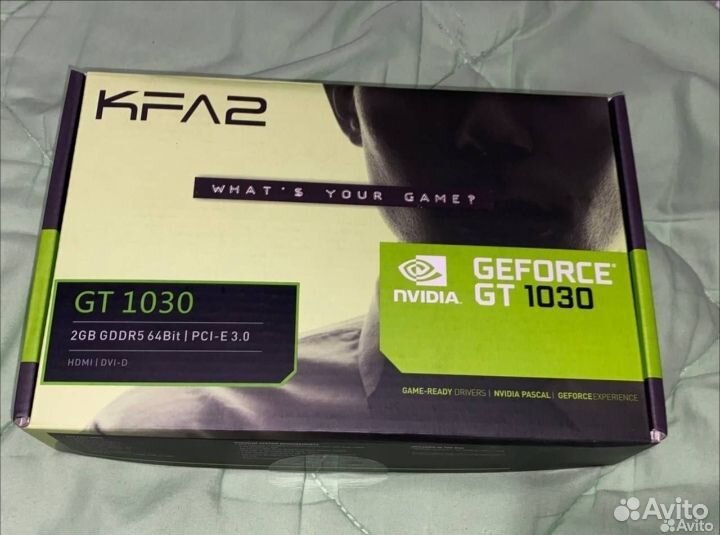 KFA2
WHAT'S YOUR GAME?
NVIDIA.
GEFORCE®
GT 1030
GT 1030
2GB GDDR5 64Bit | PCI-E 3.0
HDMI | DVI-D
GAME-READY DRIVERS | NVIDIA PASCAL | GEFORCE EXPERIENCE
Avito
Avito